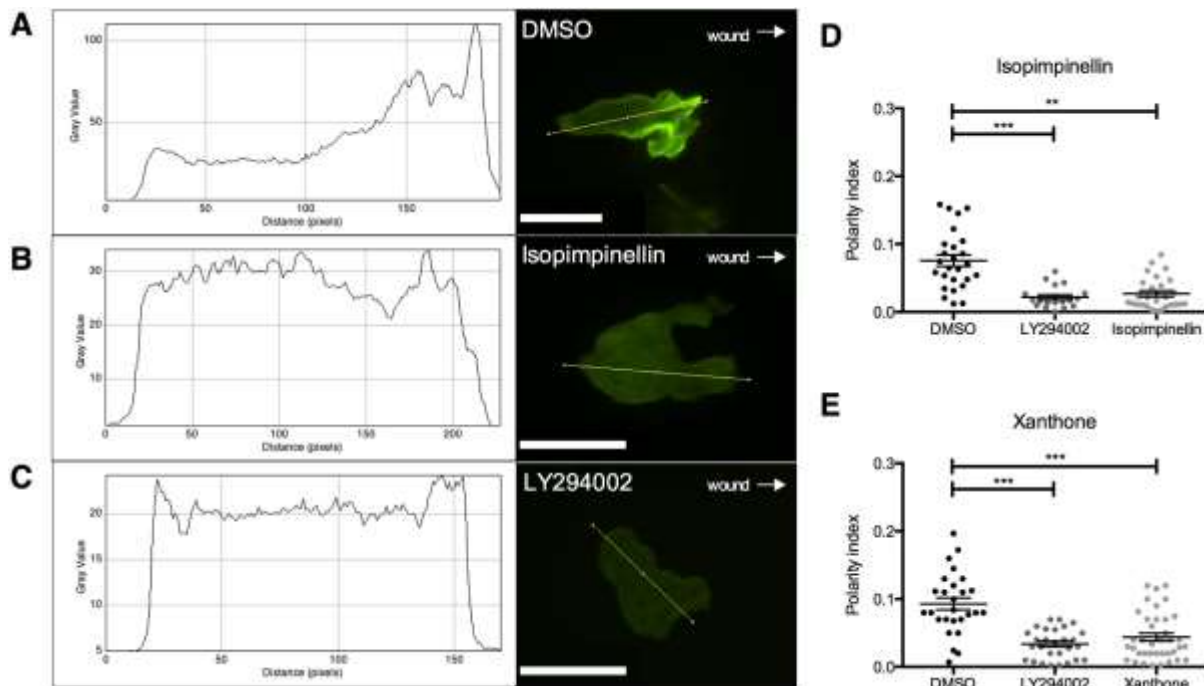 A
100
50
Gray Value
50
100
150
Distance (pixels)
DMSO
wound →
B
30
20
10
Gray Value
0
50
100
150
200
Distance (pixels)
Isopimpinellin
wound →
C
20
15
10
5
Gray Value
0
50
100
150
Distance (pixels)
LY294002
wound →
D
Isopimpinellin
**
***
0.3
0.2
0.1
0.0
Polarity index
DMSO LY294002 Isopimpinellin
E
Xanthone
***
***
0.3
0.2
0.1
0.0
Polarity index
DMSO LY294002 Xanthone